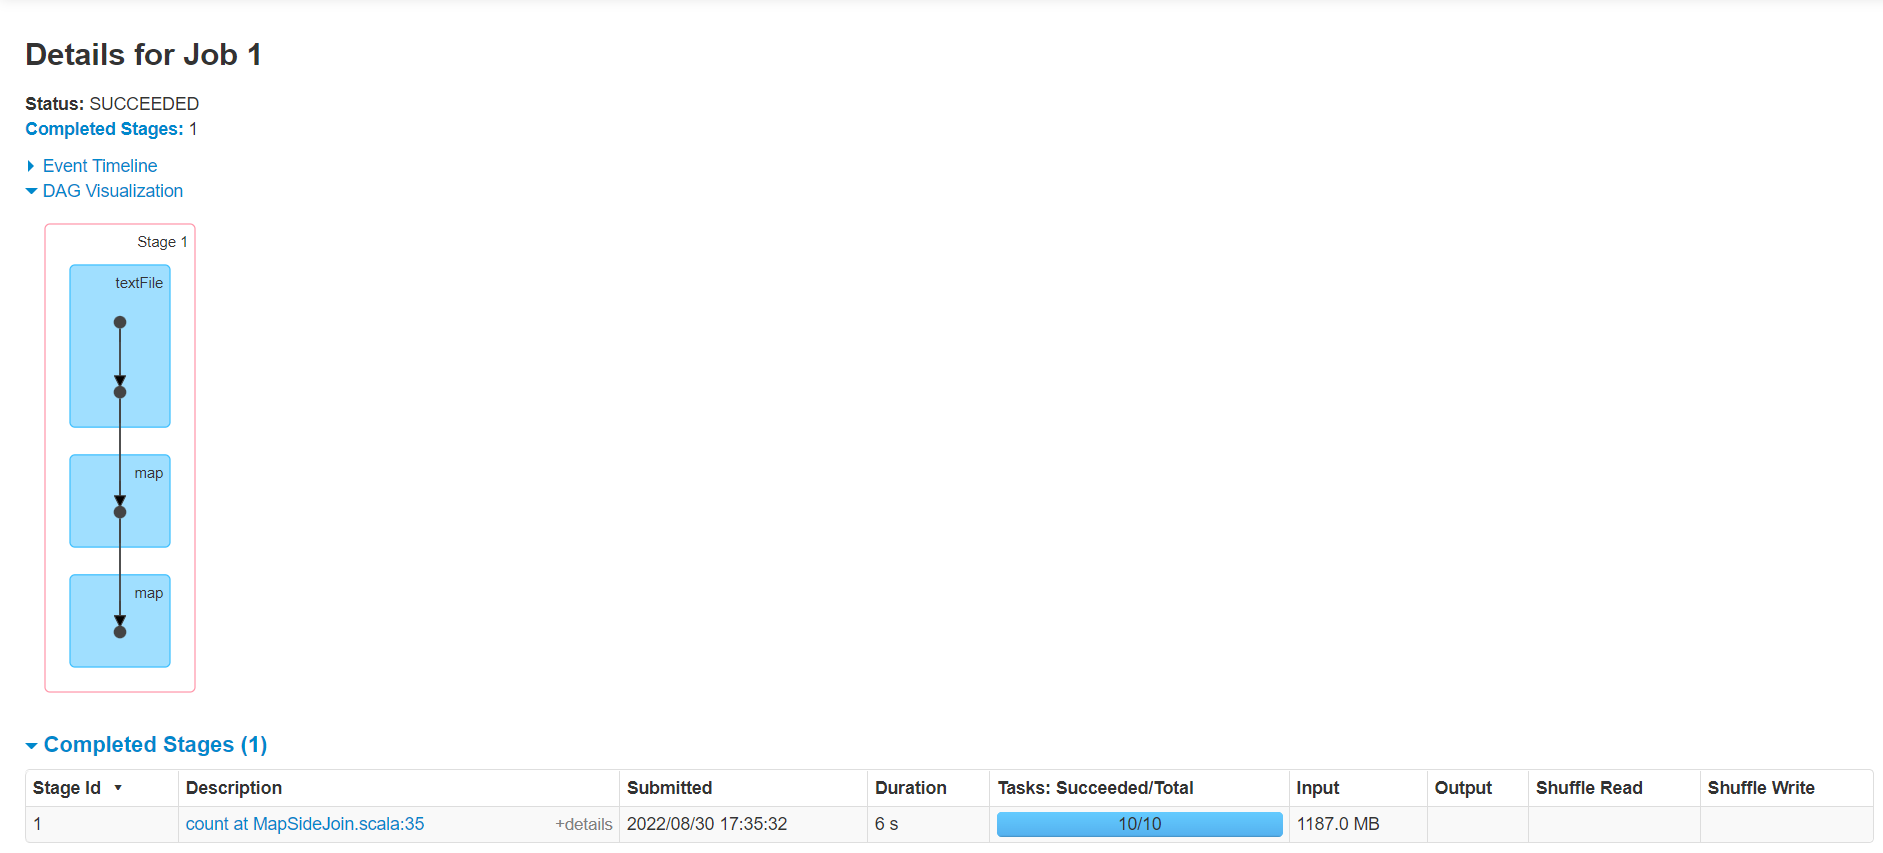 Details for Job 1
Status: SUCCEEDED
Completed Stages: 1
Event Timeline
DAG Visualization
Stage 1
textFile
map
map
Completed Stages (1)
Stage Id Description Submitted Duration Tasks: Succeeded/Total Input Output Shuffle Read Shuffle Write
1 count at MapSideJoin.scala:35 +details 2022/08/30 17:35:32 6 s 10/10 1187.0 MB